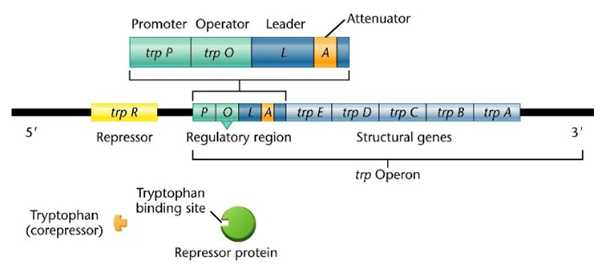 Promoter Operator Leader Attenuator
trp P trp O L A
trp R P O L A trp E trp D trp C trp B trp A
5′ Repressor Regulatory region Structural genes 3′
trp Operon
Tryptophan
(corepressor)
Tryptophan
binding site
Repressor protein